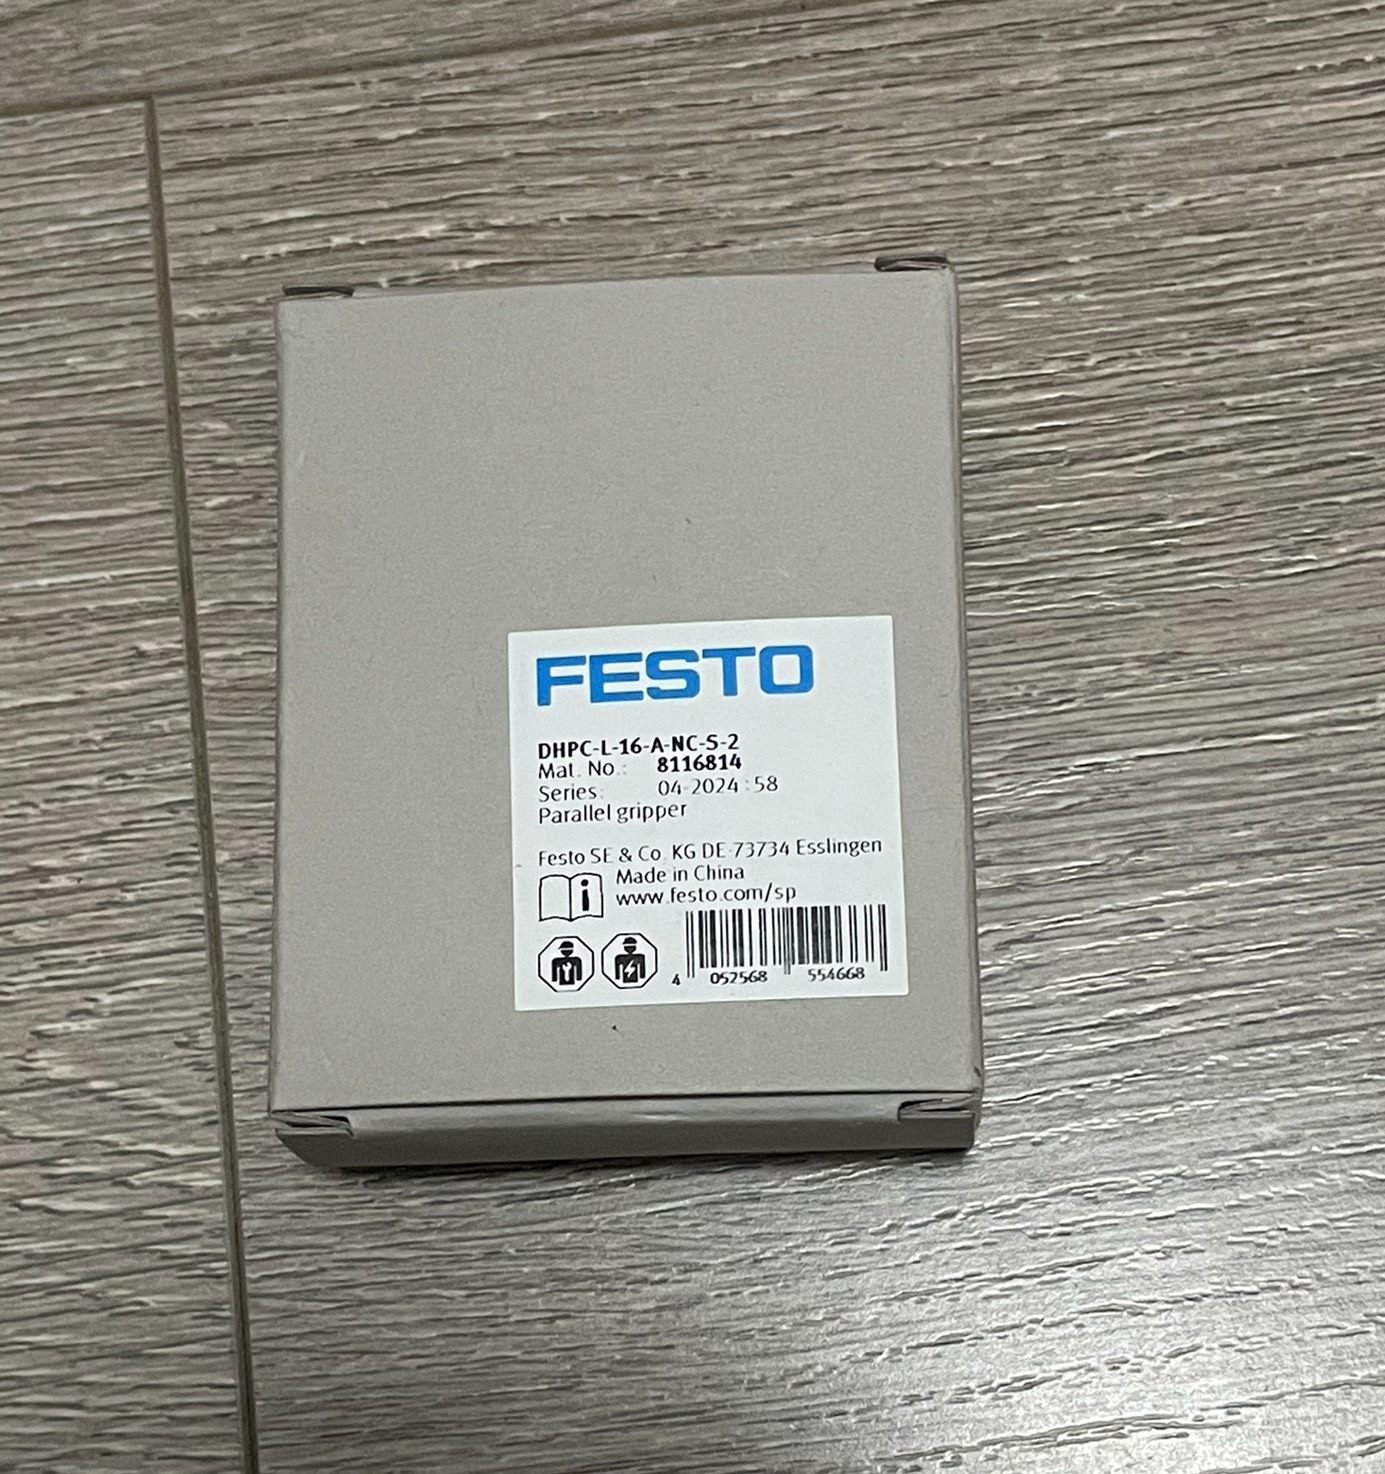 FESTO
DHPC-L-16-A-NC-S-2
Mat. No.: 8116814
Series: 04-2024:58
Parallel gripper
Festo SE & Co. KG DE-73734 Esslingen
Made in China
www.festo.com/sp
4 052568 554668